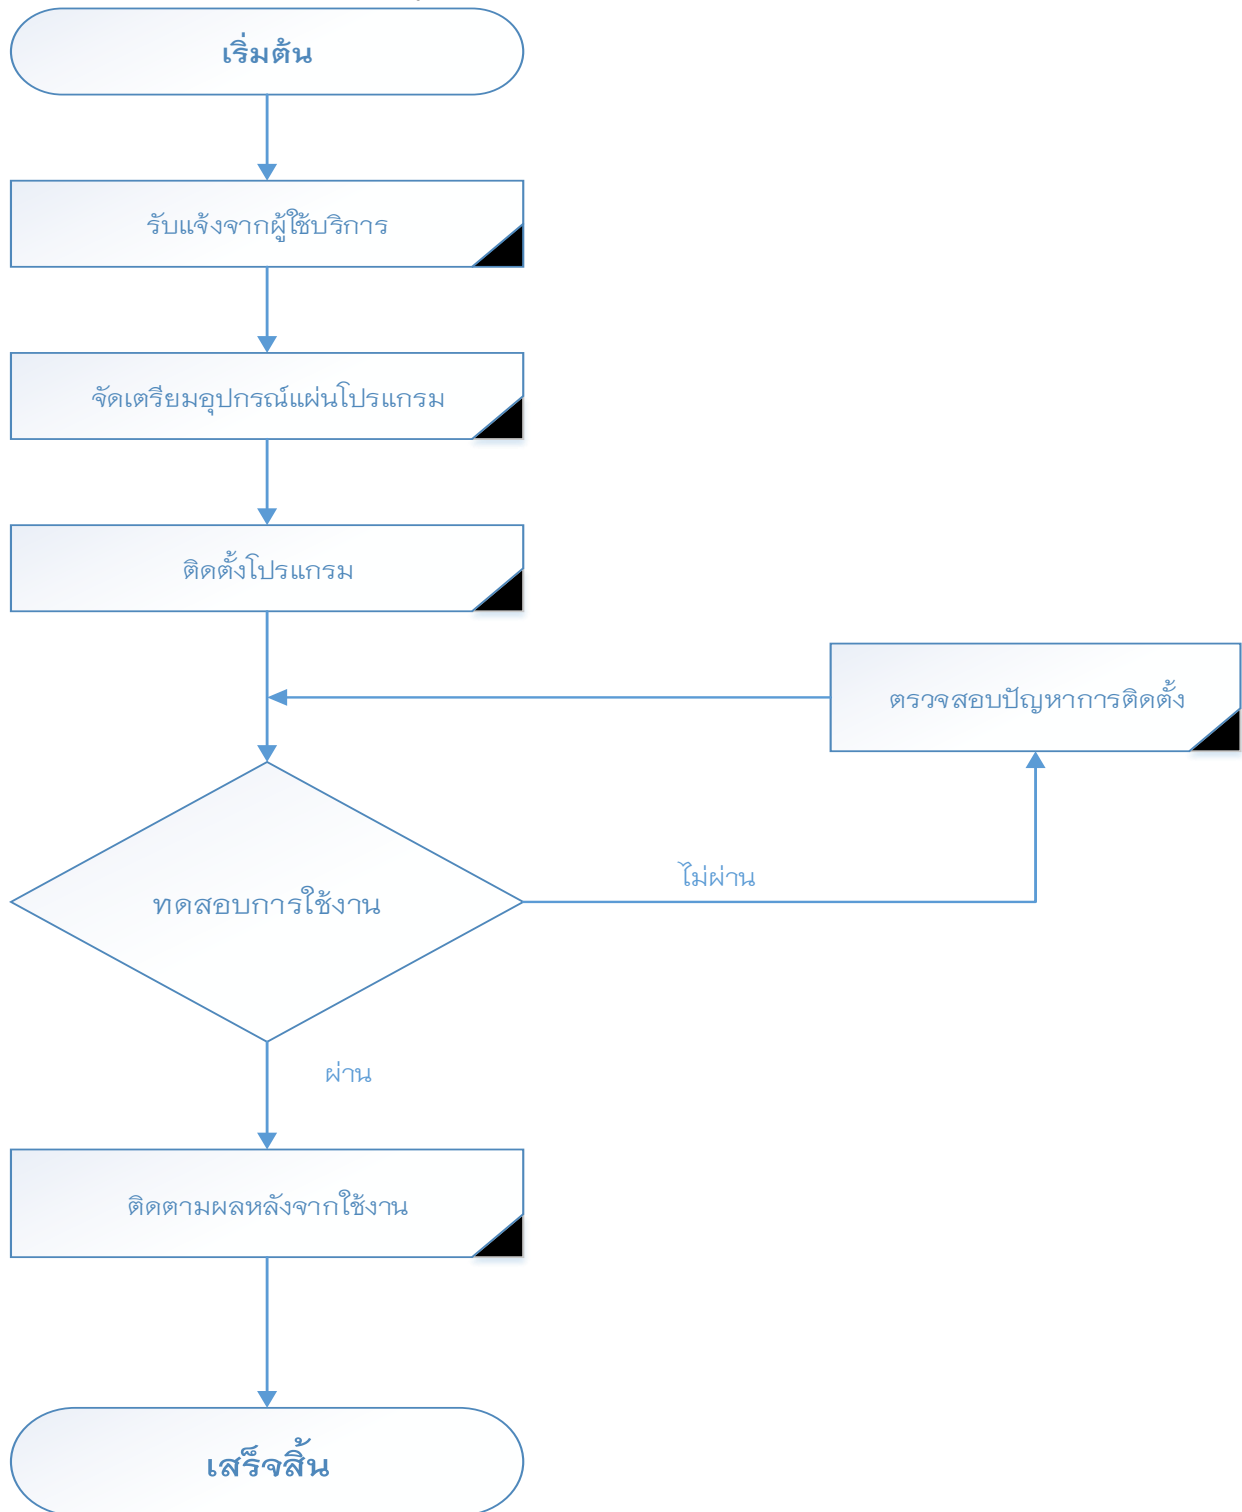 เริ่มต้น
รับแจ้งจากผู้ใช้บริการ
จัดเตรียมอุปกรณ์แผ่นโปรแกรม
ติดตั้งโปรแกรม
ตรวจสอบปัญหาการติดตั้ง
ไม่ผ่าน
ทดสอบการใช้งาน
ผ่าน
ติดตามผลหลังจากใช้งาน
เสร็จสิ้น